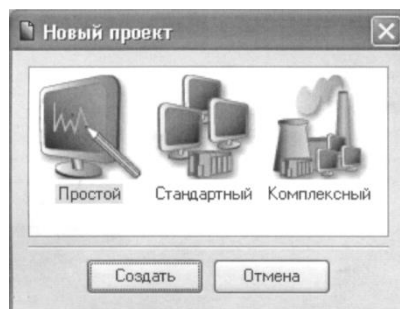 Новый проект
Простой Стандартный Комплексный
Создать Отмена